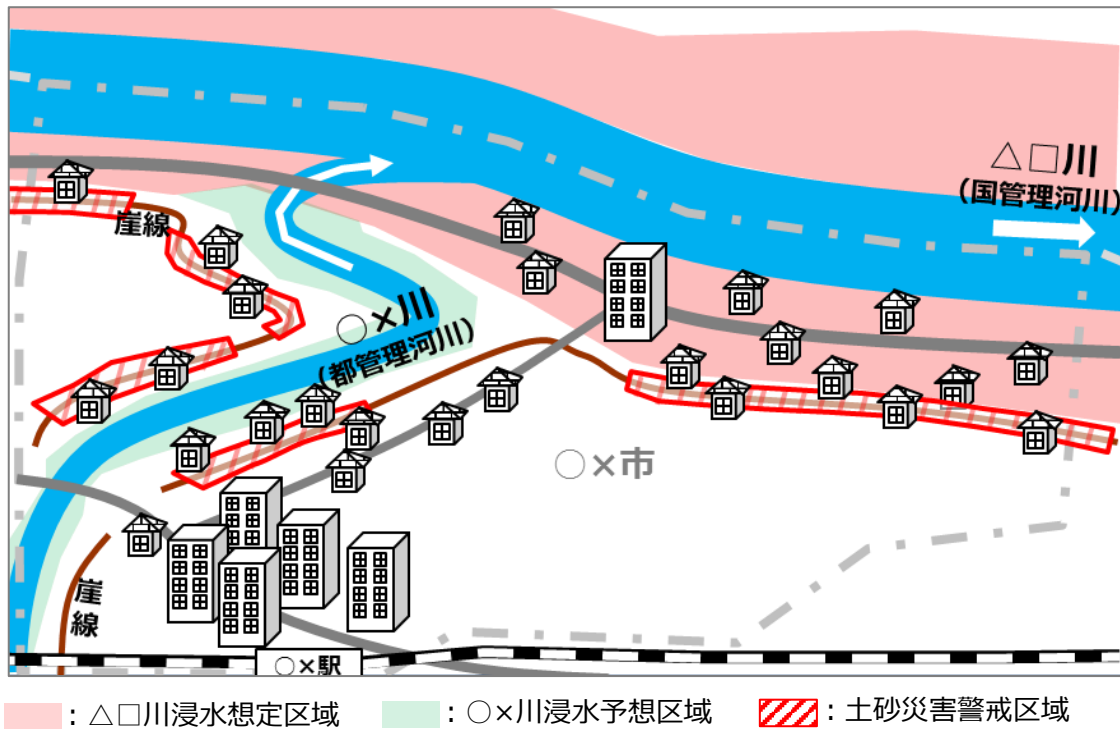 △□川
(国管理河川)
崖線
○×川
(都管理河川)
○×市
崖
線
○×駅
：△□川浸水想定区域
：○×川浸水予想区域
：土砂災害警戒区域